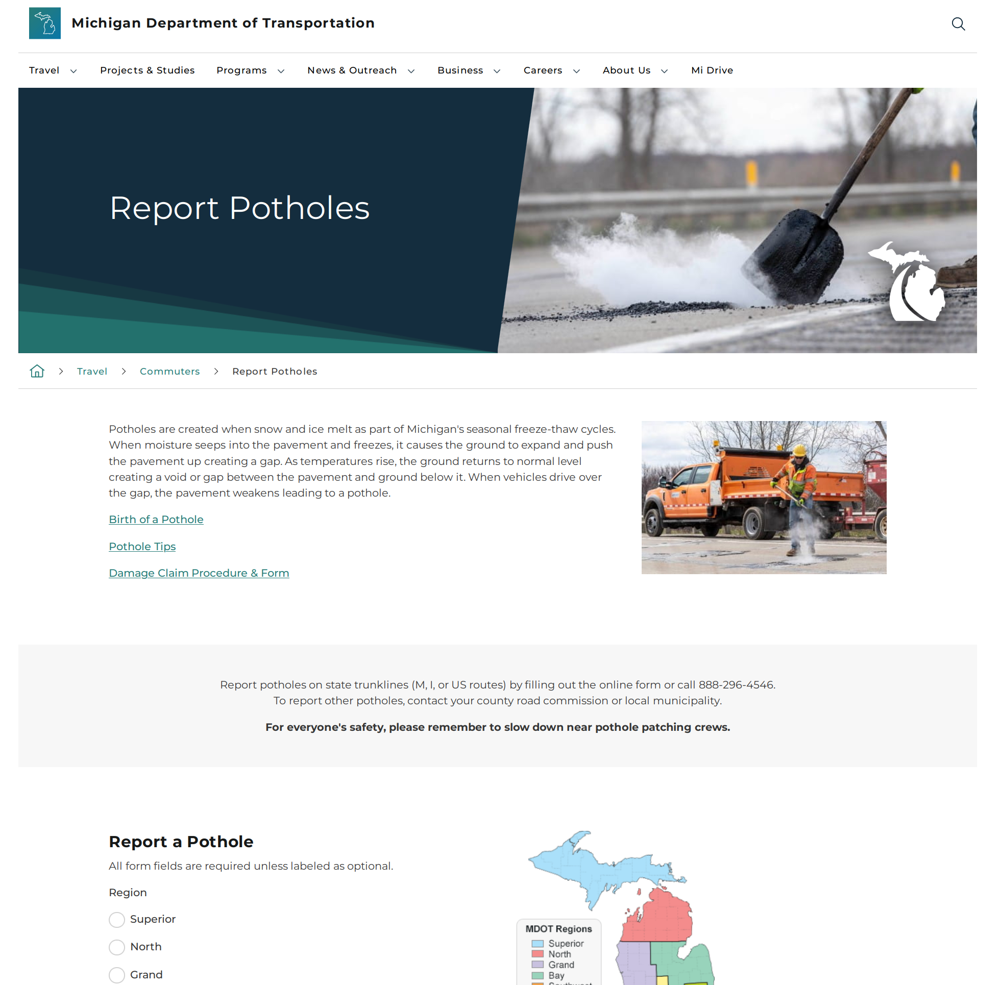 Michigan Department of Transportation
Travel Projects & Studies Programs News & Outreach Business Careers About Us Mi Drive
Report Potholes
Travel Commuters Report Potholes
Potholes are created when snow and ice melt as part of Michigan's seasonal freeze-thaw cycles.
When moisture seeps into the pavement and freezes, it causes the ground to expand and push
the pavement up creating a gap. As temperatures rise, the ground returns to normal level
creating a void or gap between the pavement and ground below it. When vehicles drive over
the gap, the pavement weakens leading to a pothole.
Birth of a Pothole
Pothole Tips
Damage Claim Procedure & Form
Report potholes on state trunklines (M, I, or US routes) by filling out the online form or call 888-296-4546.
To report other potholes, contact your county road commission or local municipality.
For everyone's safety, please remember to slow down near pothole patching crews.
Report a Pothole
All form fields are required unless labeled as optional.
Region
Superior
North
Grand
MDOT Regions
Superior
North
Grand
Bay